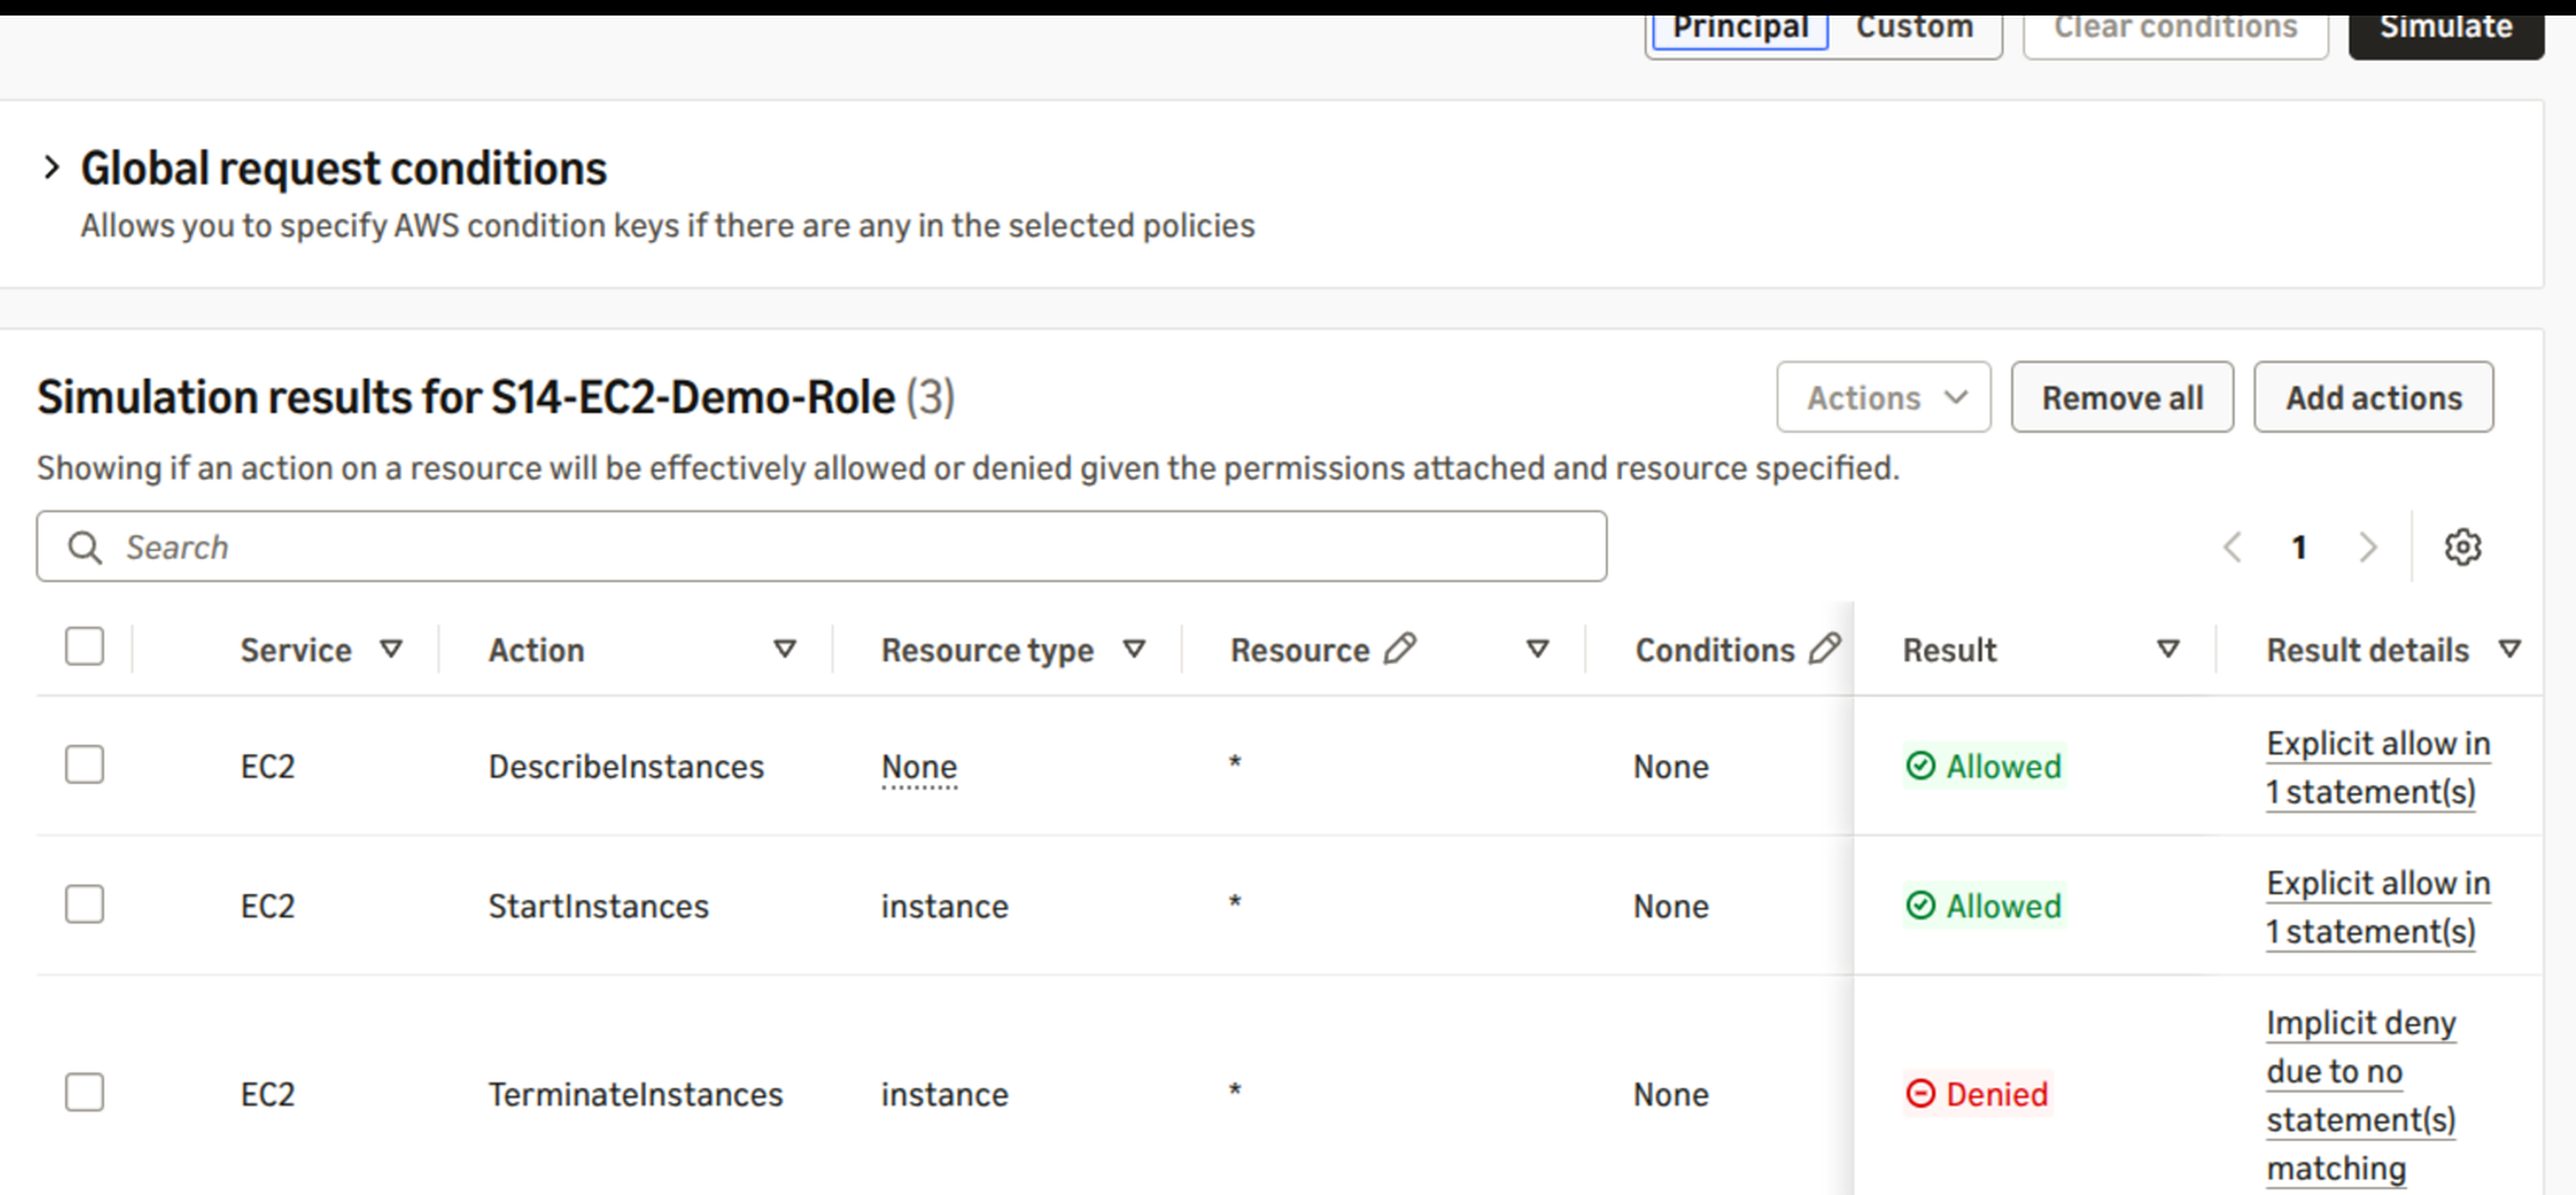 Principal Custom Clear conditions Simulate
Global request conditions
Allows you to specify AWS condition keys if there are any in the selected policies
Simulation results for S14-EC2-Demo-Role (3) Actions Remove all Add actions
Showing if an action on a resource will be effectively allowed or denied given the permissions attached and resource specified.
Search 1
Service Action Resource type Resource Conditions Result Result details
EC2 DescribeInstances None * None Allowed Explicit allow in
1 statement(s)
EC2 StartInstances instance * None Allowed Explicit allow in
1 statement(s)
EC2 TerminateInstances instance * None Denied Implicit deny
due to no
statement(s)
matching